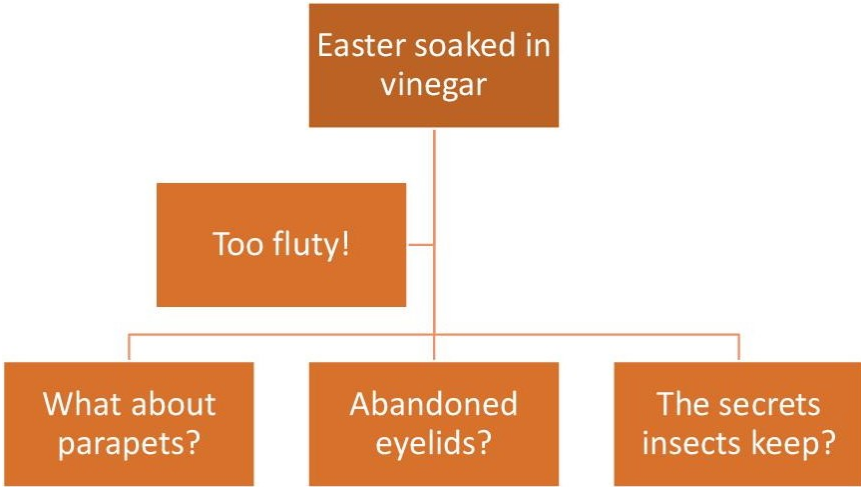 Easter soaked in
vinegar
Too fluty!
What about
parapets?
Abandoned
eyelids?
The secrets
insects keep?